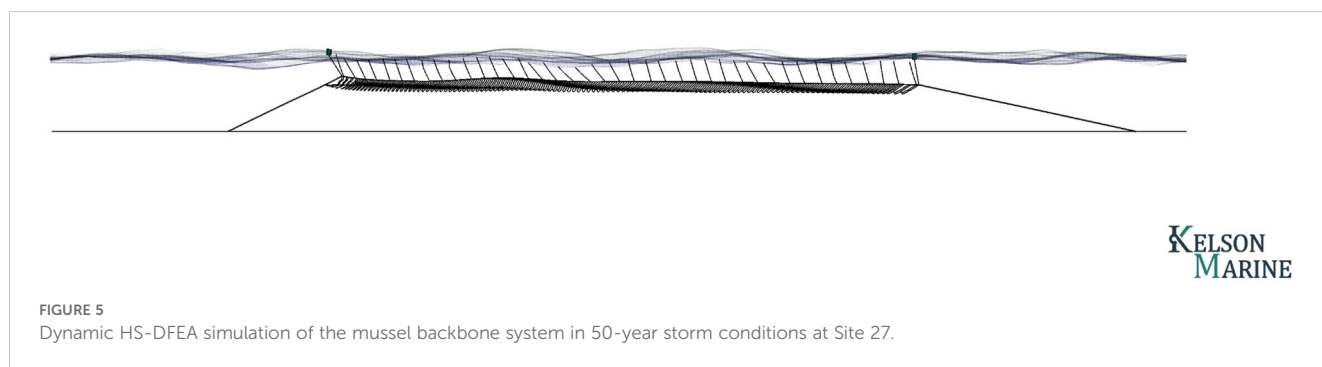 KELSON
MARINE
FIGURE 5
Dynamic HS-DFEA simulation of the mussel backbone system in 50-year storm conditions at Site 27.